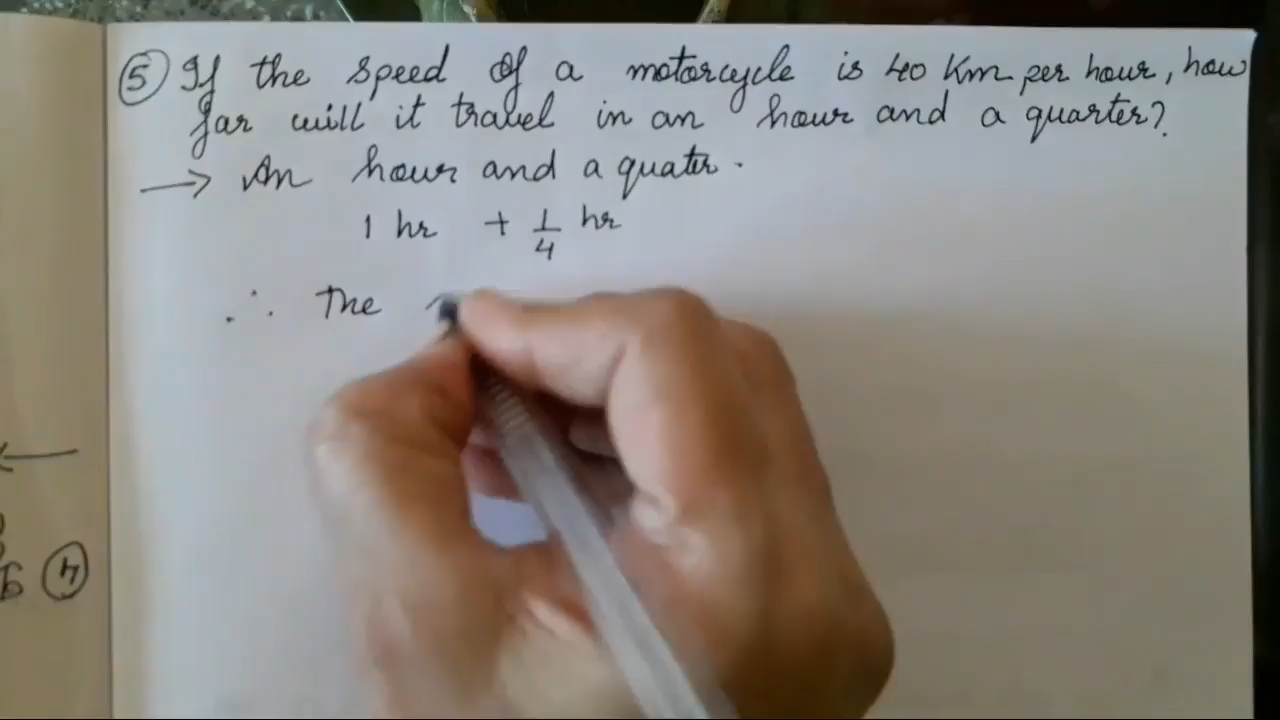 ⑤ If the speed of a motorcycle is 40 Km per hour, how
far will it travel in an hour and a quarter?
→ An hour and a quater.
1 hr + 1/4 hr
∴ The
④ g